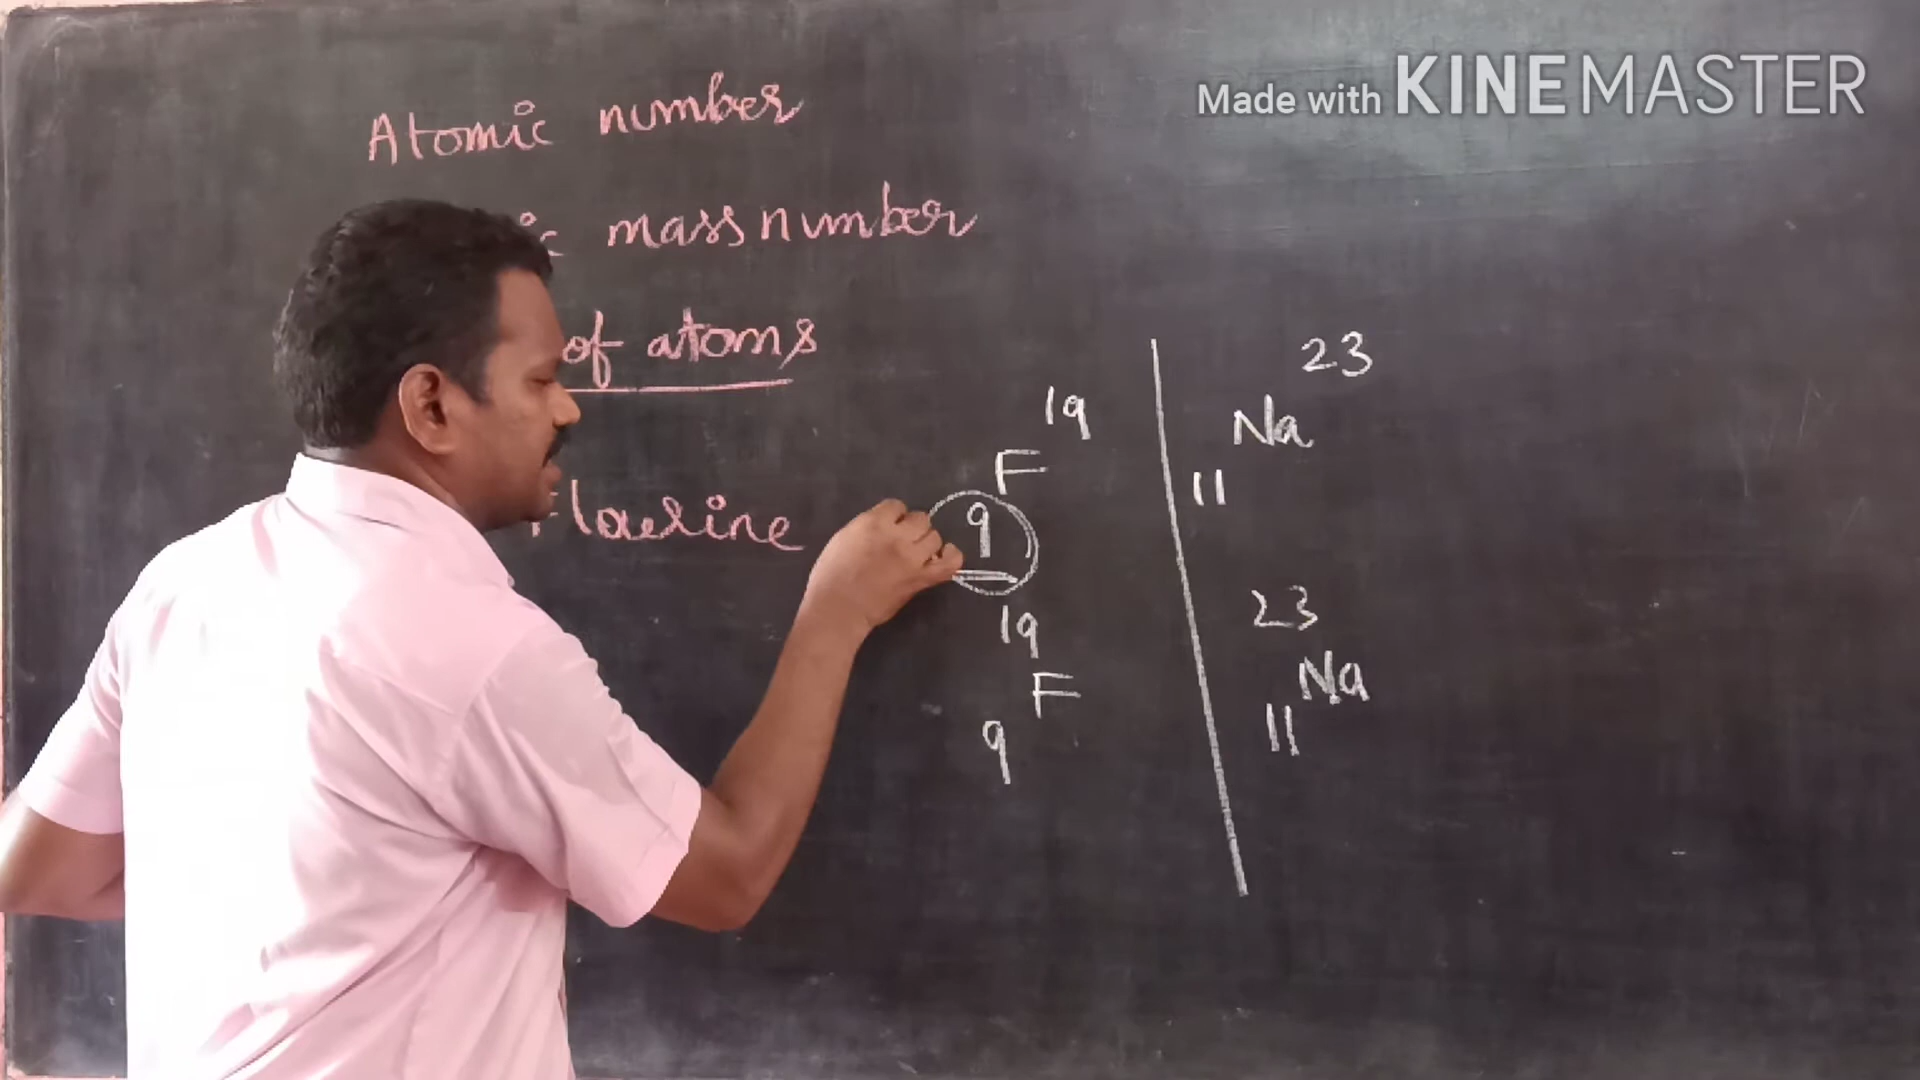 Made with KINEMASTER
Atomic number
mass number
of atoms
Flourine
19
F
9
19
F
9
23
Na
11
23
Na
11